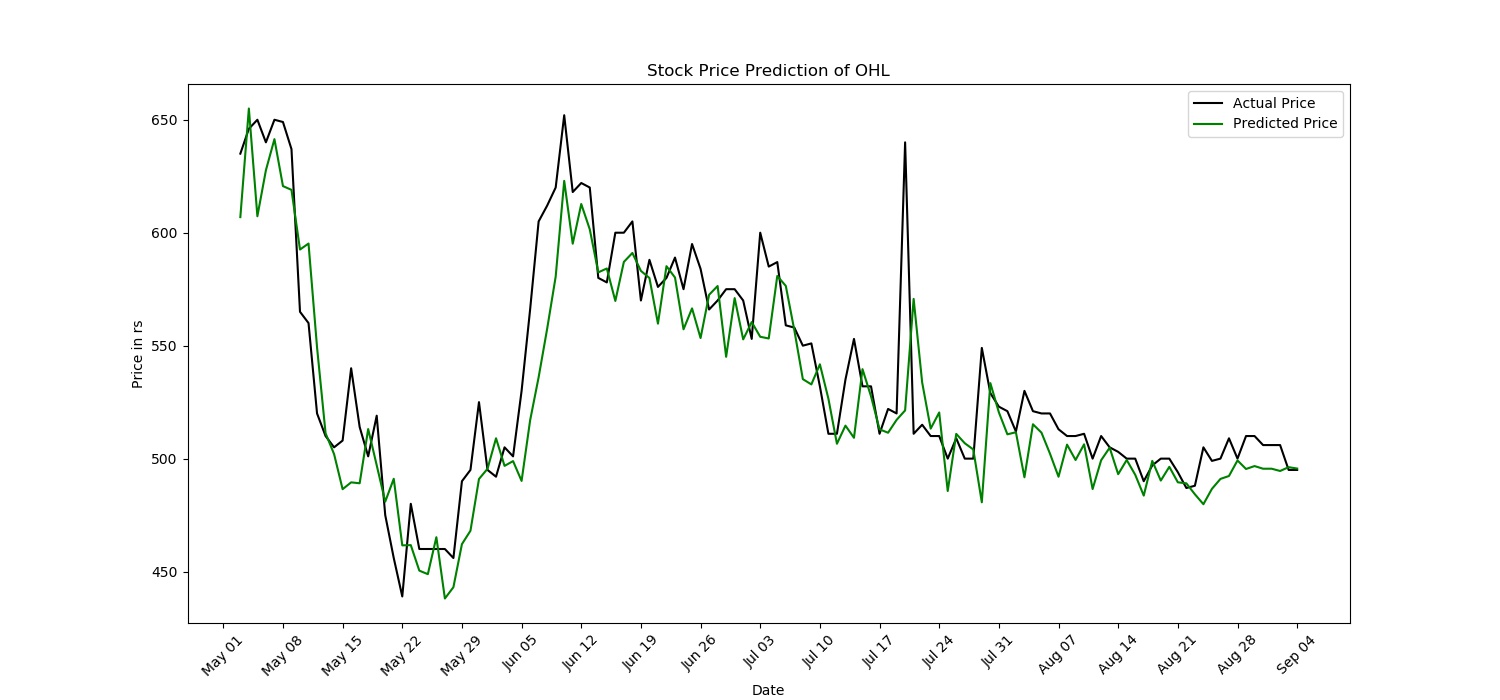 Stock Price Prediction of OHL
Actual Price
Predicted Price
Price in rs
650
600
550
500
450
May 01
May 08
May 15
May 22
May 29
Jun 05
Jun 12
Jun 19
Jun 26
Jul 03
Jul 10
Jul 17
Jul 24
Jul 31
Aug 07
Aug 14
Aug 21
Aug 28
Sep 04
Date